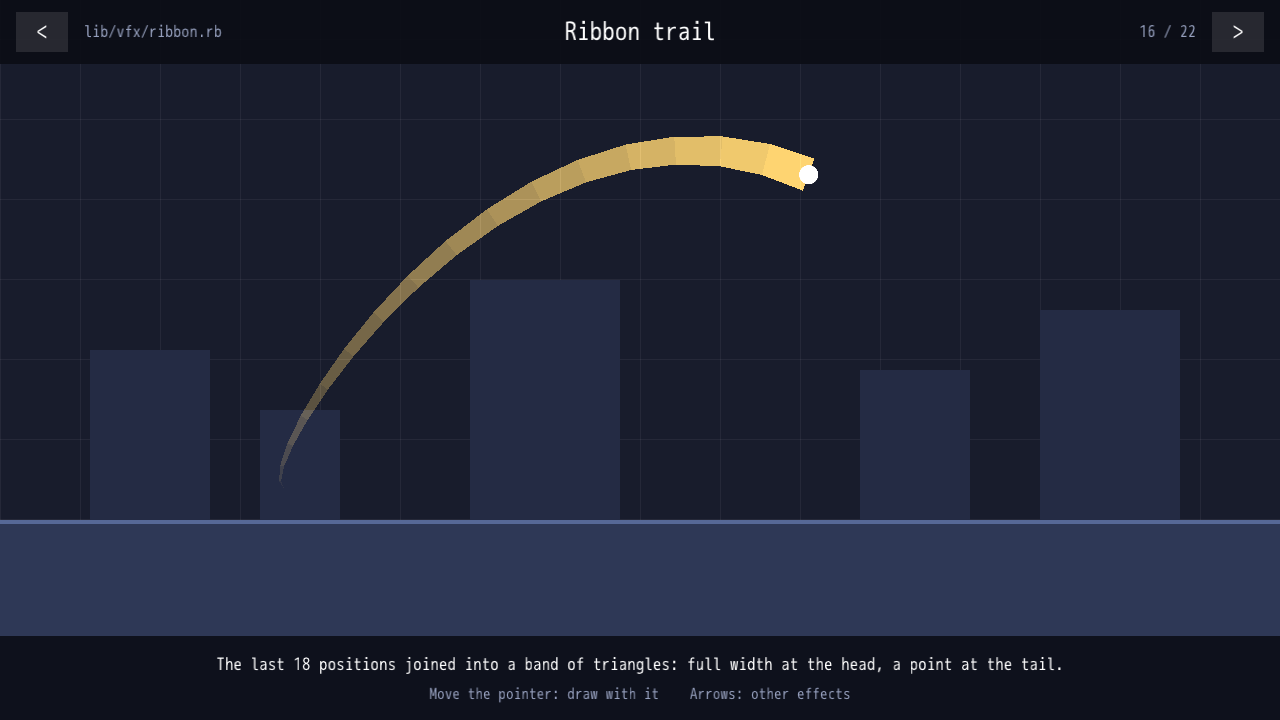 <
lib/vfx/ribbon.rb
Ribbon trail
16 / 22
>
The last 18 positions joined into a band of triangles: full width at the head, a point at the tail.
Move the pointer: draw with it    Arrows: other effects